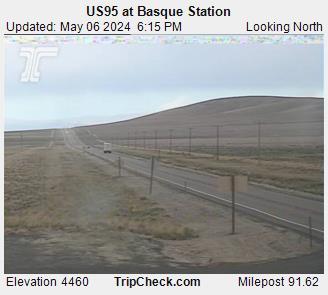 US95 at Basque Station
Updated: May 06 2024 6:15 PM Looking North
Elevation 4460 TripCheck.com Milepost 91.62